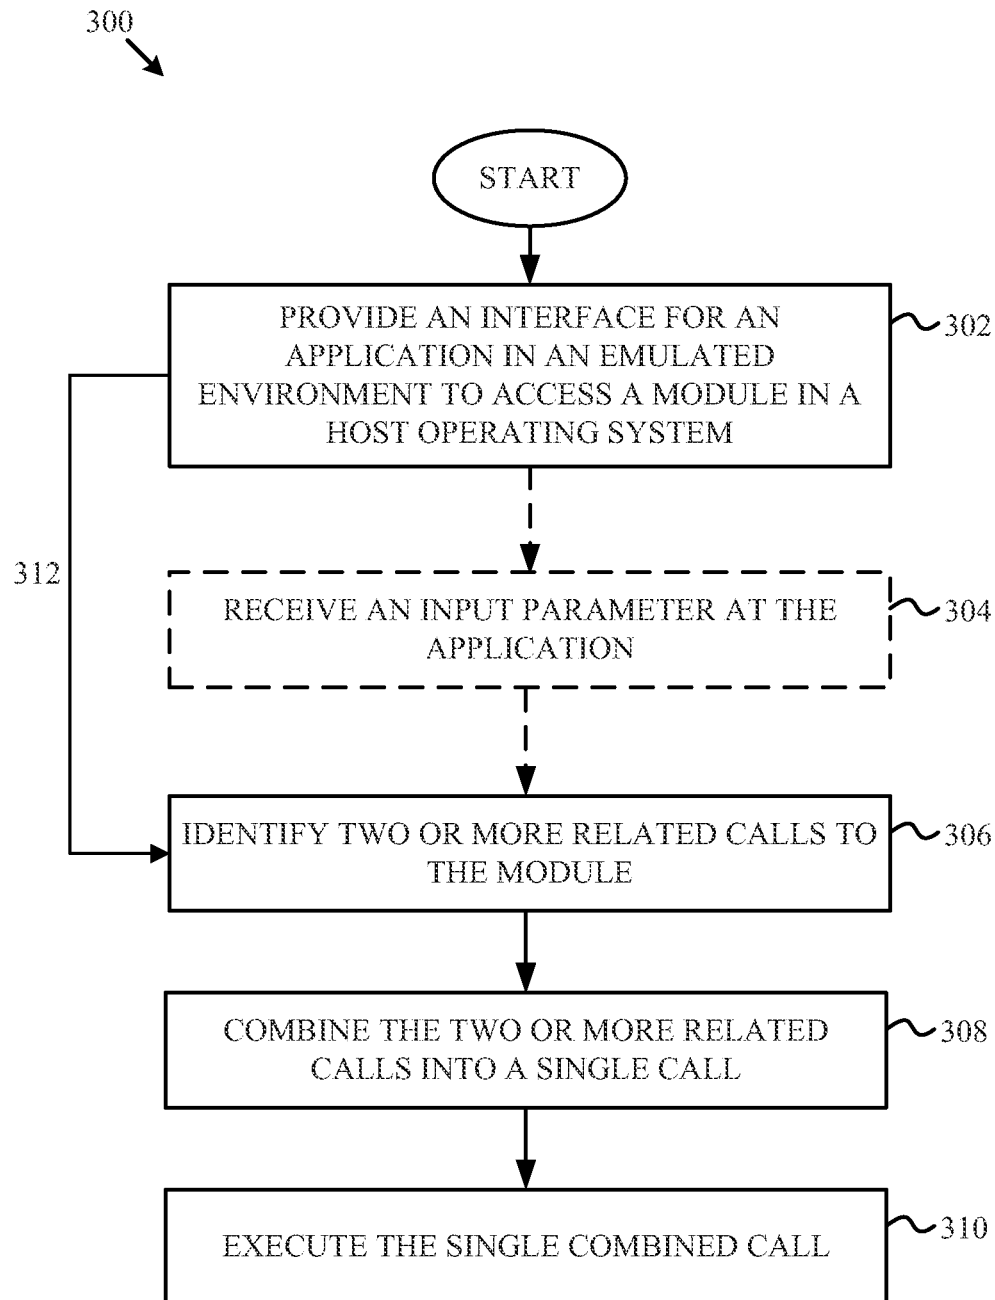 300
START
PROVIDE AN INTERFACE FOR AN
APPLICATION IN AN EMULATED
ENVIRONMENT TO ACCESS A MODULE IN A
HOST OPERATING SYSTEM
302
312
RECEIVE AN INPUT PARAMETER AT THE
APPLICATION
304
IDENTIFY TWO OR MORE RELATED CALLS TO
THE MODULE
306
COMBINE THE TWO OR MORE RELATED
CALLS INTO A SINGLE CALL
308
EXECUTE THE SINGLE COMBINED CALL
310